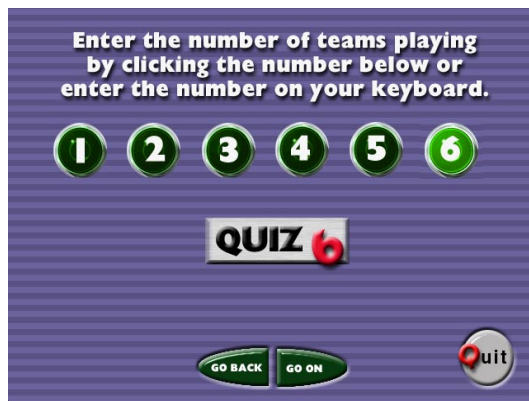 Enter the number of teams playing
by clicking the number below or
enter the number on your keyboard.
1 2 3 4 5 6
QUIZ 6
GO BACK GO ON
Quit